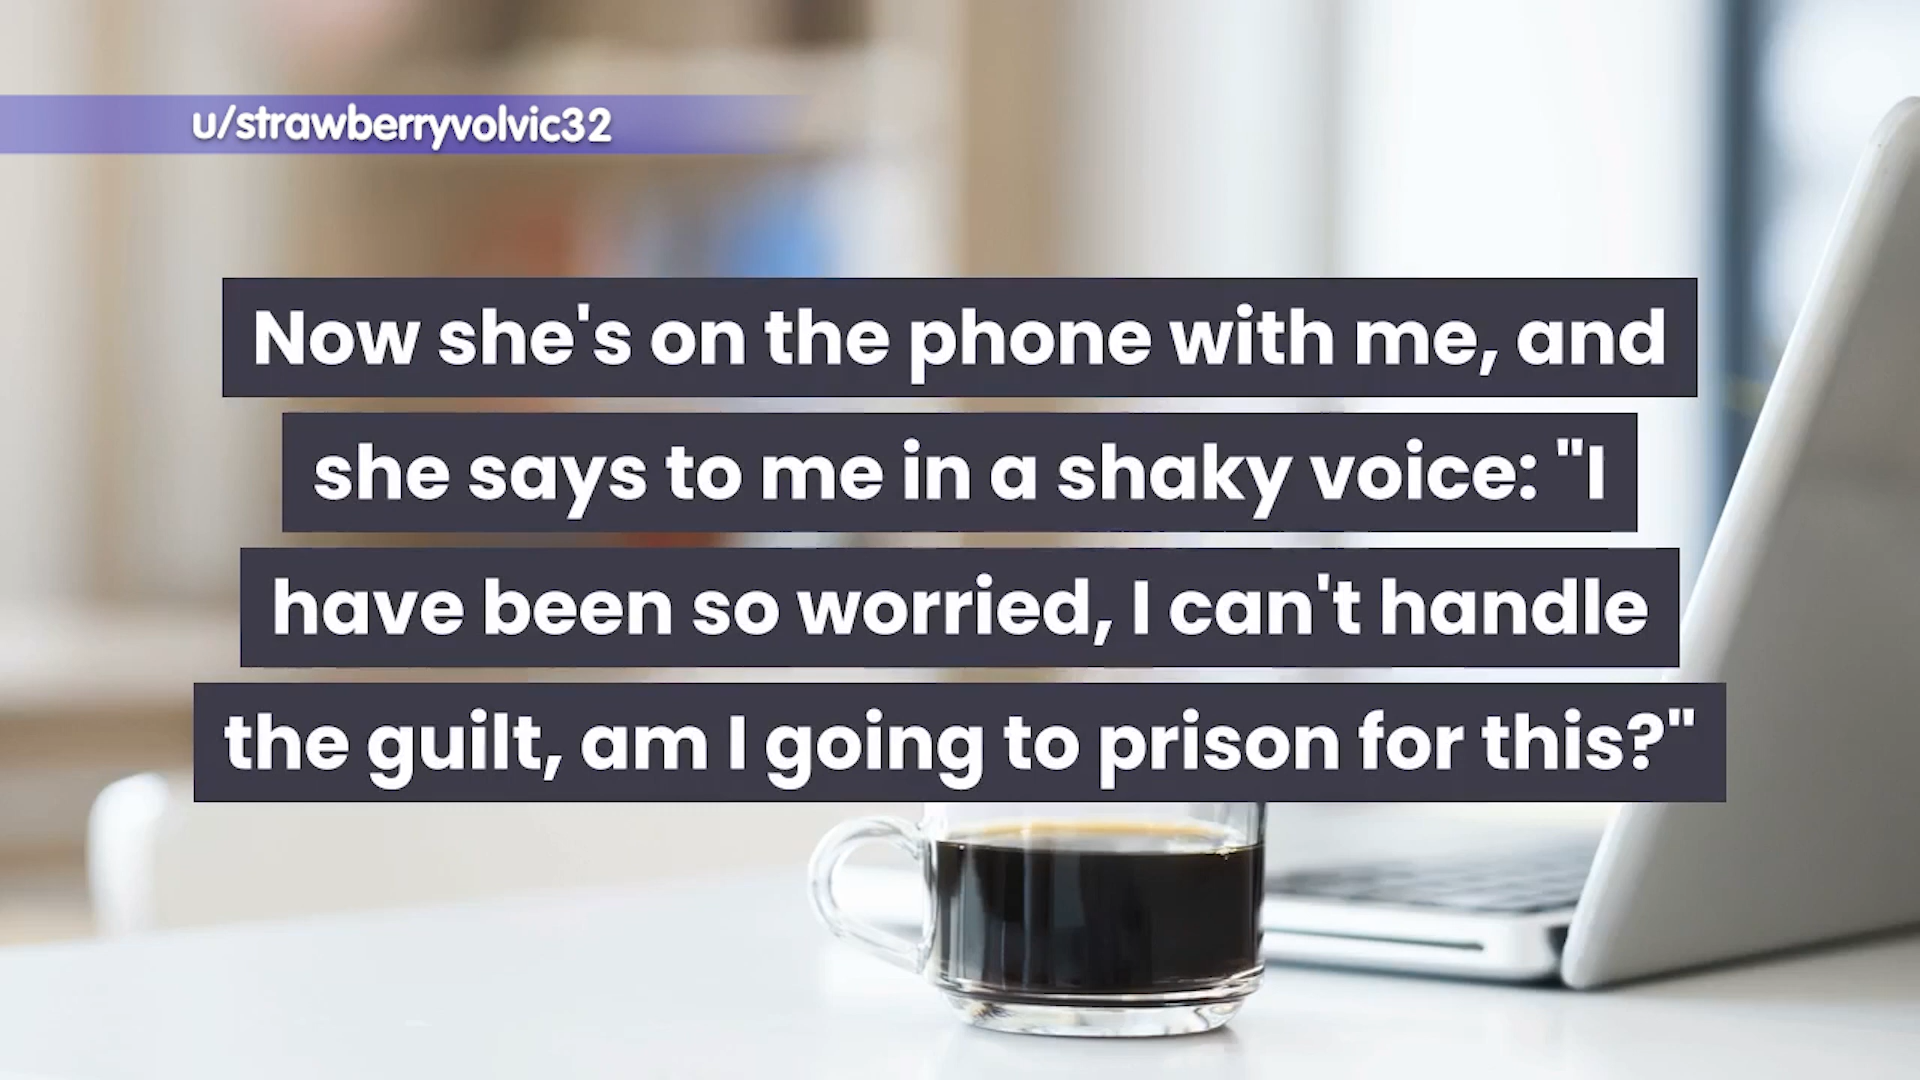 u/strawberryvolvic32
Now she's on the phone with me, and
she says to me in a shaky voice: "I
have been so worried, I can't handle
the guilt, am I going to prison for this?"